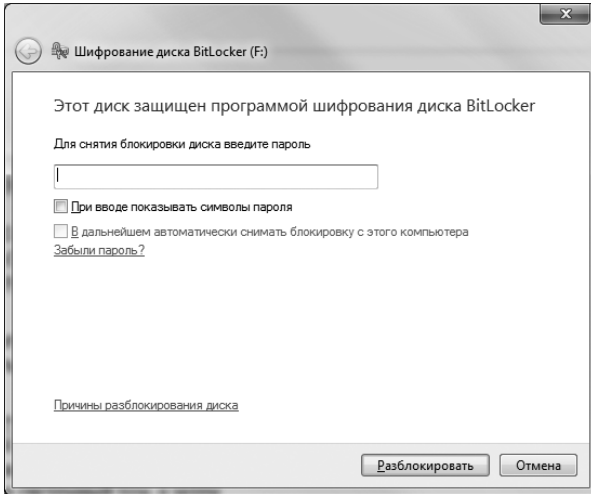 Шифрование диска BitLocker (F:)
Этот диск защищен программой шифрования диска BitLocker
Для снятия блокировки диска введите пароль
При вводе показывать символы пароля
В дальнейшем автоматически снимать блокировку с этого компьютера
Забыли пароль?
Причины разблокирования диска
Разблокировать Отмена